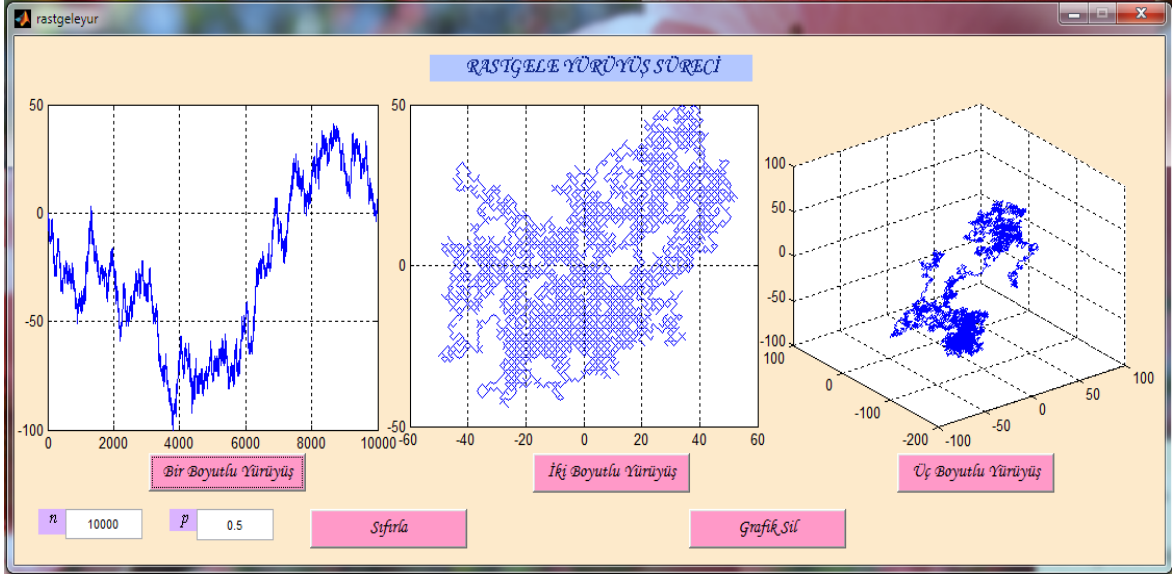 rastgeleyur
RASTGELE YÜRÜYÜŞ SÜRECİ
50
0
-50
-100
0 2000 4000 6000 8000 10000
50
0
-50
-60 -40 -20 0 20 40 60
100
50
0
-50
-100
100
0
-100
-200
-100
-50
0
50
100
Bir Boyutlu Yürüyüş
İki Boyutlu Yürüyüş
Üç Boyutlu Yürüyüş
n 10000 p 0.5
Sıfırla
Grafik Sil